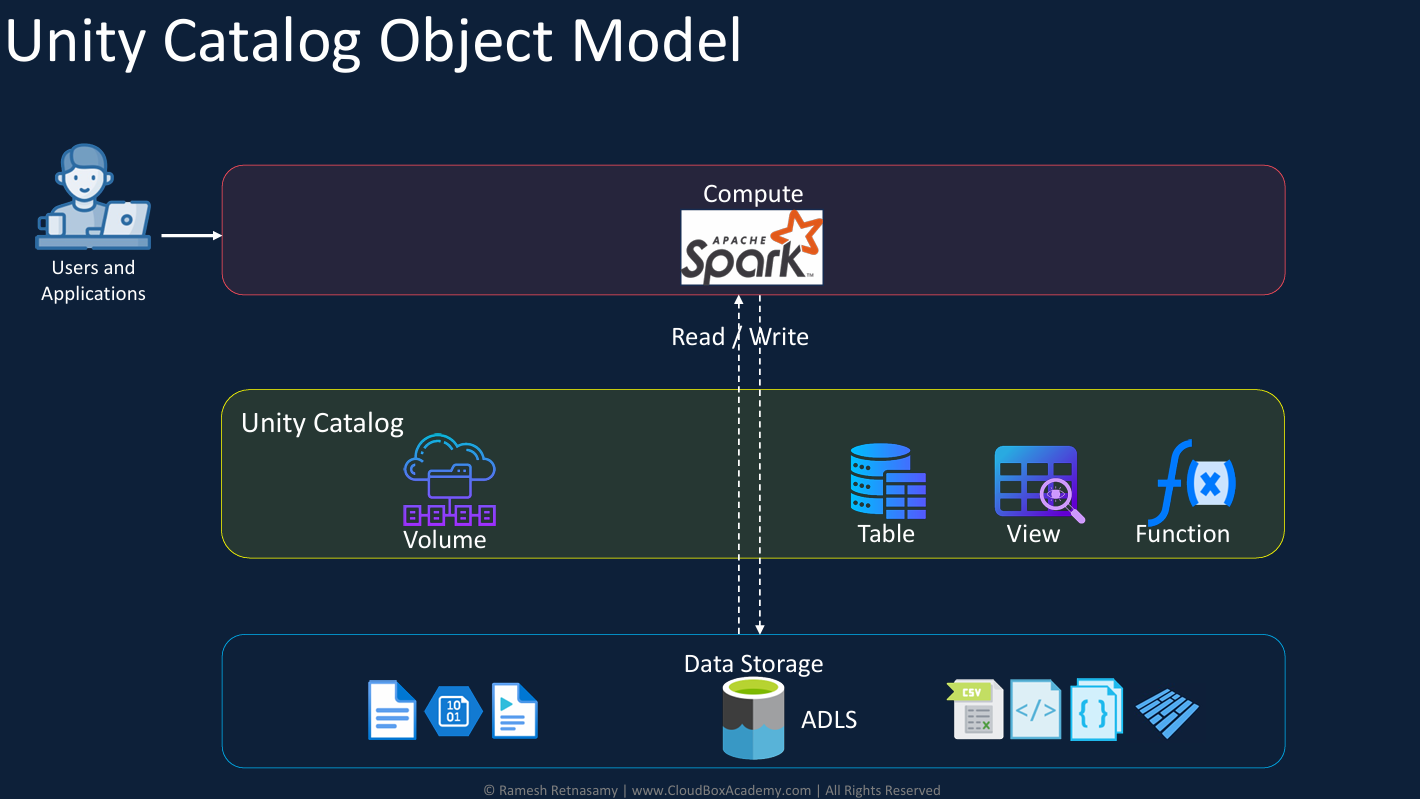 Unity Catalog Object Model
Compute
APACHE
Spark™
Users and
Applications
Read / Write
Unity Catalog
Volume
Table
View
Function
Data Storage
ADLS
10
01
CSV
</>
{ }
© Ramesh Retnasamy | www.CloudBoxAcademy.com | All Rights Reserved